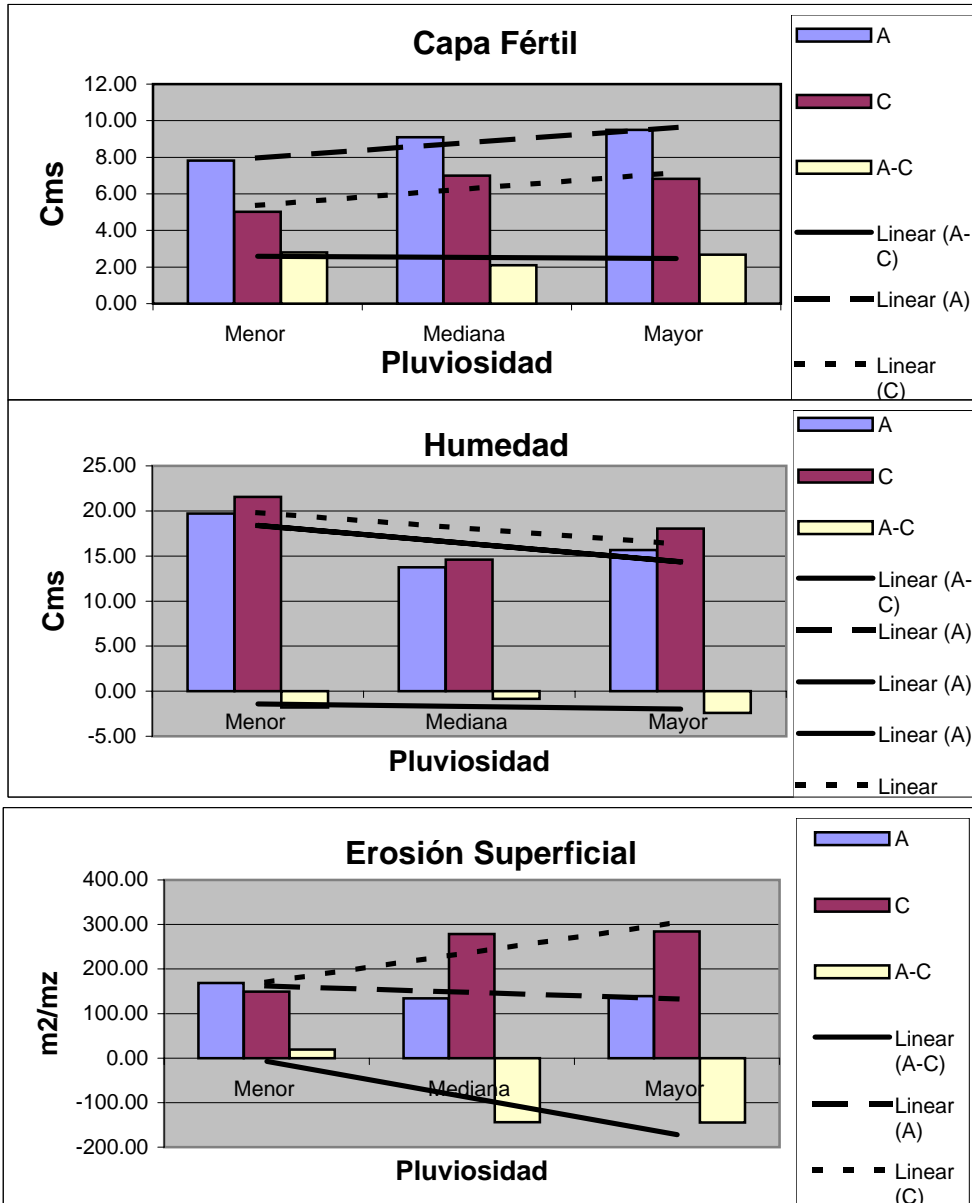 Capa Fértil
12.00
10.00
8.00
6.00
4.00
2.00
0.00
Cms
Menor
Mediana
Mayor
Pluviosidad
A
C
A-C
Linear (A-
C)
Linear (A)
Linear
(C)
Humedad
25.00
20.00
15.00
10.00
5.00
0.00
-5.00
Cms
Menor
Mediana
Mayor
Pluviosidad
A
C
A-C
Linear (A-
C)
Linear (A)
Linear (A)
Linear (A)
Linear
Erosión Superficial
400.00
300.00
200.00
100.00
0.00
-100.00
-200.00
m2/mz
Menor
Mediana
Mayor
Pluviosidad
A
C
A-C
Linear
(A-C)
Linear
(A)
Linear
(C)